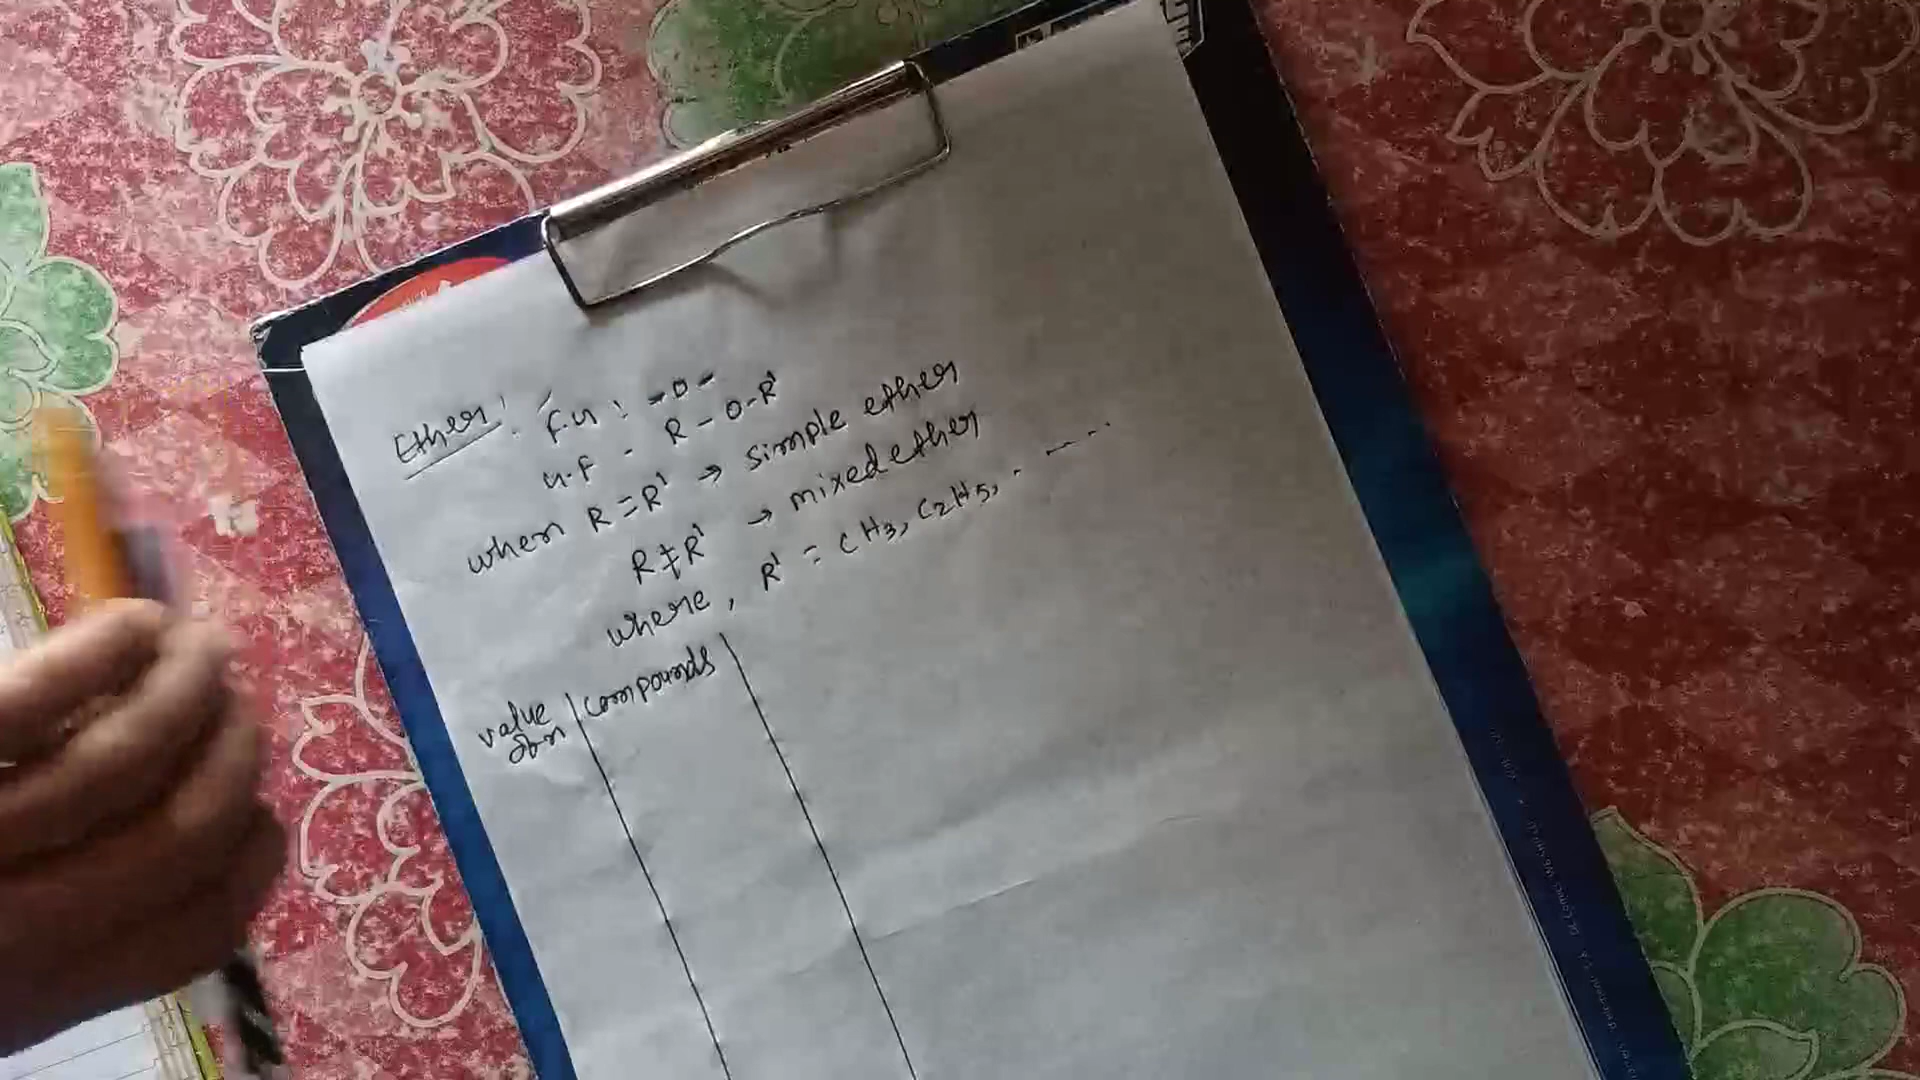 Ether: F.G : -O-
G.F - R-O-R'
when R=R' → simple ether
R≠R' → mixed ether
where, R' = CH3, C2H5, . — - - .
value of n | compounds |